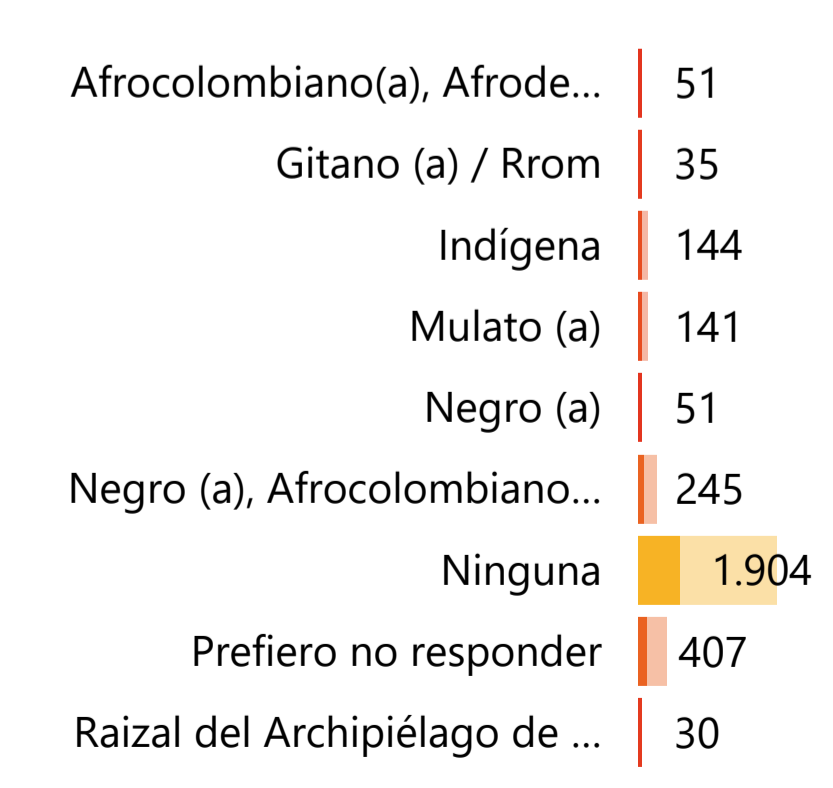 Afrocolombiano(a), Afrode... 51
Gitano (a) / Rrom 35
Indígena 144
Mulato (a) 141
Negro (a) 51
Negro (a), Afrocolombiano... 245
Ninguna 1.904
Prefiero no responder 407
Raizal del Archipiélago de ... 30